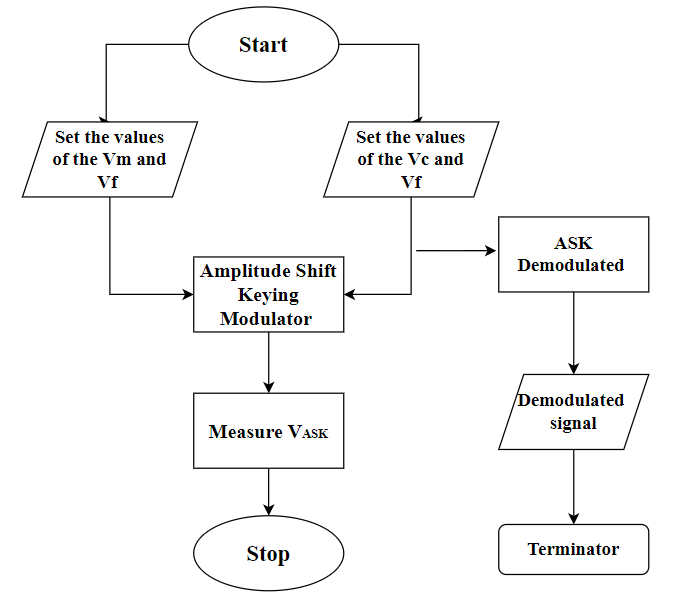 Start
Set the values
of the Vm and
Vf
Set the values
of the Vc and
Vf
ASK
Demodulated
Amplitude Shift
Keying
Modulator
Demodulated
signal
Measure VASK
Stop
Terminator